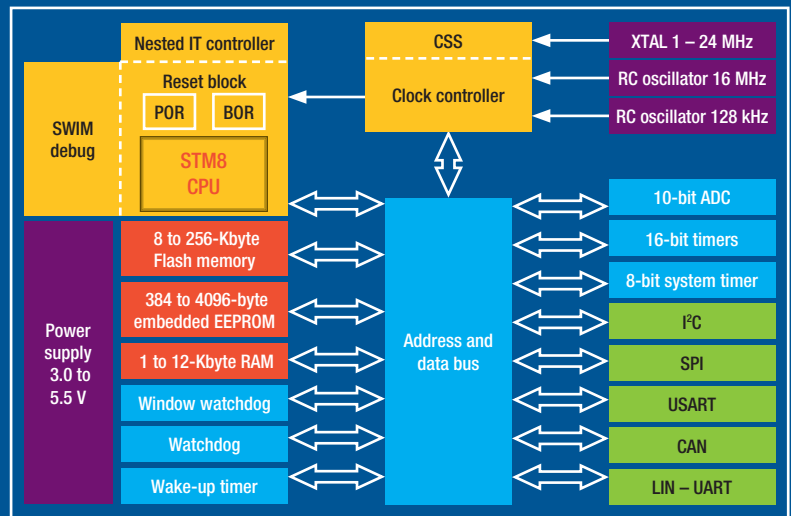 Nested IT controller
Reset block
POR
BOR
SWIM
debug
STM8
CPU
CSS
Clock controller
XTAL 1 – 24 MHz
RC oscillator 16 MHz
RC oscillator 128 kHz
Power
supply
3.0 to
5.5 V
8 to 256-Kbyte
Flash memory
384 to 4096-byte
embedded EEPROM
1 to 12-Kbyte RAM
Window watchdog
Watchdog
Wake-up timer
Address and
data bus
10-bit ADC
16-bit timers
8-bit system timer
I²C
SPI
USART
CAN
LIN – UART